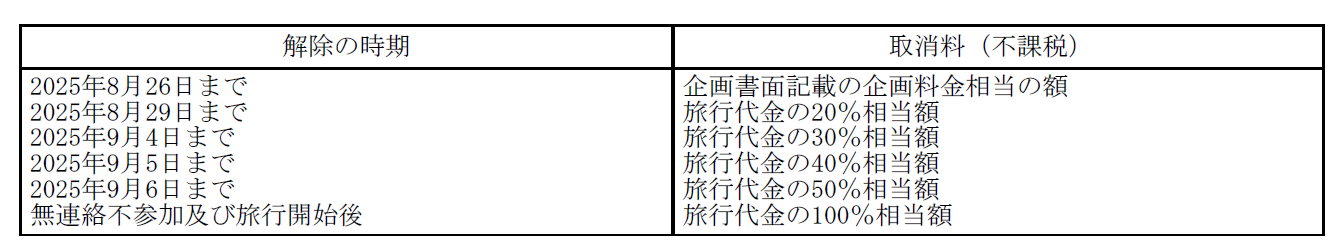 解除の時期 取消料（不課税）
2025年8月26日まで 企画書面記載の企画料金相当の額
2025年8月29日まで 旅行代金の20％相当額
2025年9月4日まで 旅行代金の30％相当額
2025年9月5日まで 旅行代金の40％相当額
2025年9月6日まで 旅行代金の50％相当額
無連絡不参加及び旅行開始後 旅行代金の100％相当額